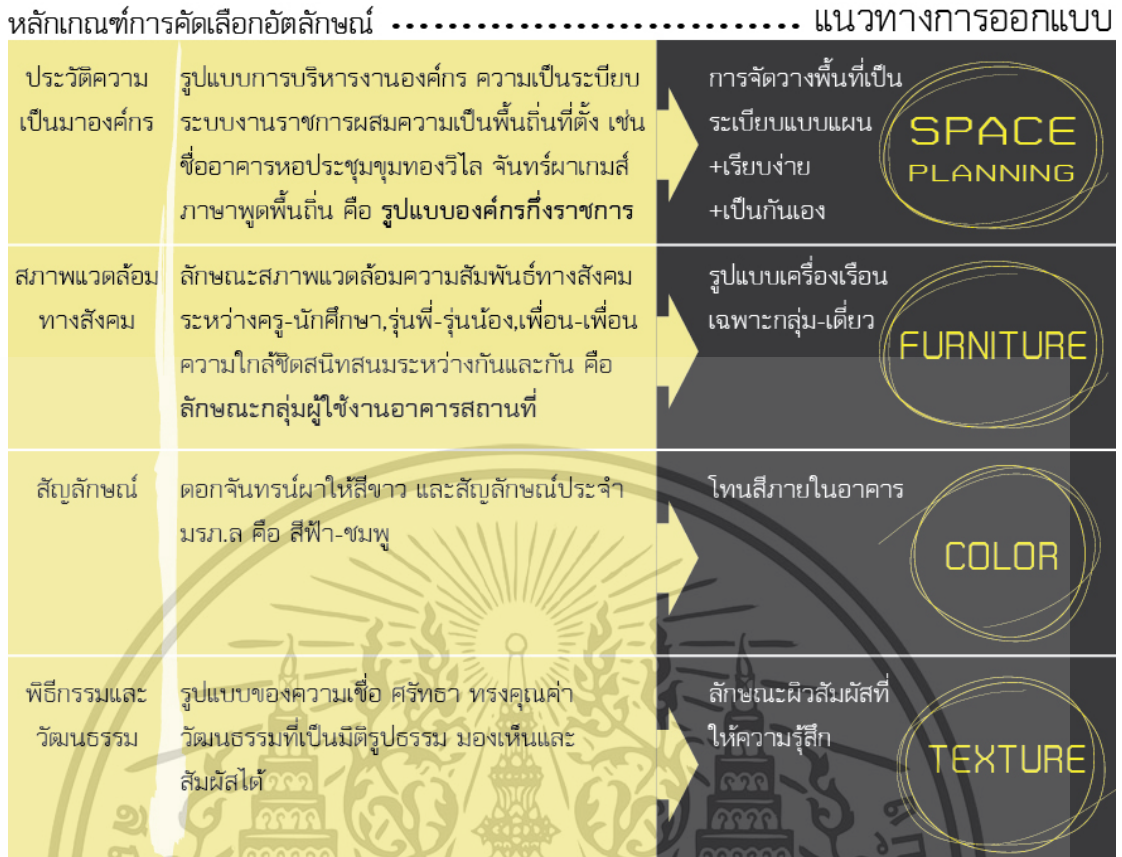 หลักเกณฑ์การคัดเลือกอัตลักษณ์ ............................. แนวทางการออกแบบ
ประวัติความ
เป็นมาองค์กร
รูปแบบการบริหารงานองค์กร ความเป็นระบียบ
ระบบงานราชการผสมความเป็นพื้นถิ่นที่ตั้ง เช่น
ชื่ออาคารหอประชุมขุมทองวิไล จันทร์ผาเกมส์
ภาษาพูดพื้นถิ่น คือ รูปแบบองค์กรกึ่งราชการ
การจัดวางพื้นที่เป็น
ระเบียบแบบแผน
+เรียบง่าย
+เป็นกันเอง
SPACE
PLANNING
สภาพแวดล้อม
ทางสังคม
ลักษณะสภาพแวดล้อมความสัมพันธ์ทางสังคม
ระหว่างครู-นักศึกษา,รุ่นพี่-รุ่นน้อง,เพื่อน-เพื่อน
ความใกล้ชิดสนิทสนมระหว่างกันและกัน คือ
ลักษณะกลุ่มผู้ใช้งานอาคารสถานที่
รูปแบบเครื่องเรือน
เฉพาะกลุ่ม-เดี่ยว
FURNITURE
สัญลักษณ์
ดอกจันทรน์ผาให้สีขาว และสัญลักษณ์ประจำ
มรภ.ล คือ สีฟ้า-ชมพู
โทนสีภายในอาคาร
COLOR
พิธีกรรมและ
วัฒนธรรม
รูปแบบของความเชื่อ ศรัทธา ทรงคุณค่า
วัฒนธรรมที่เป็นมิติรูปธรรม มองเห็นและ
สัมผัสได้
ลักษณะผิวสัมผัสที่
ให้ความรู้สึก
TEXTURE